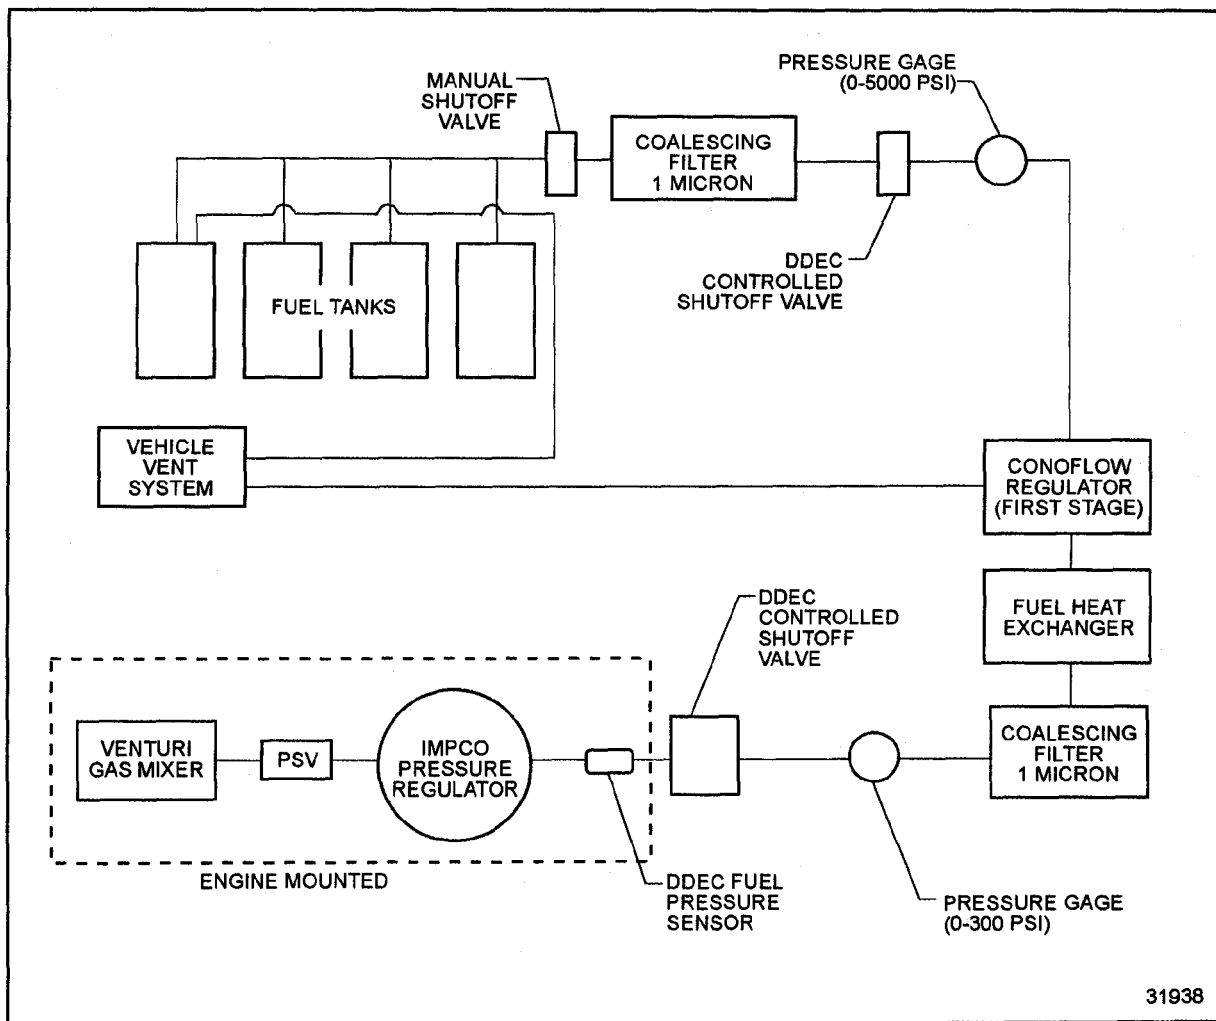 MANUAL
SHUTOFF
VALVE
COALESCING
FILTER
1 MICRON
PRESSURE GAGE
(0-5000 PSI)
DDEC
CONTROLLED
SHUTOFF VALVE
FUEL TANKS
VEHICLE
VENT
SYSTEM
CONOFLOW
REGULATOR
(FIRST STAGE)
FUEL HEAT
EXCHANGER
DDEC
CONTROLLED
SHUTOFF
VALVE
COALESCING
FILTER
1 MICRON
VENTURI
GAS MIXER
PSV
IMPCO
PRESSURE
REGULATOR
ENGINE MOUNTED
DDEC FUEL
PRESSURE
SENSOR
PRESSURE GAGE
(0-300 PSI)
31938